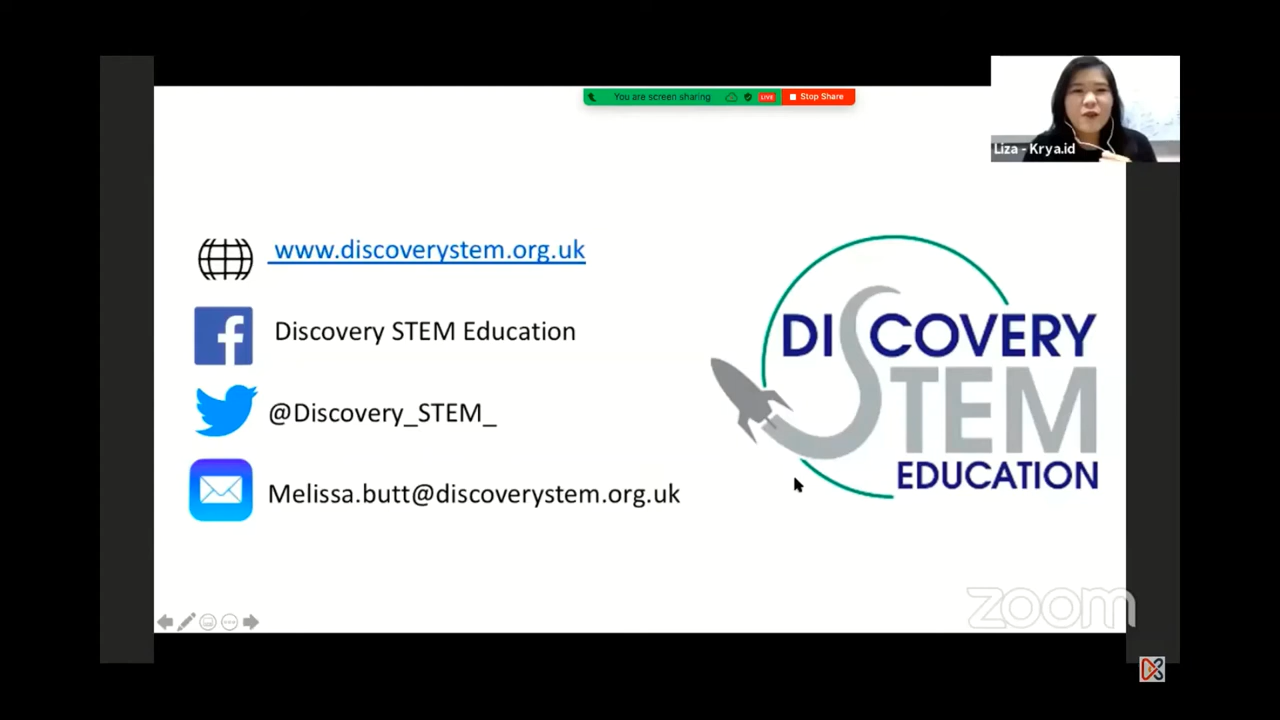 You are screen sharing LIVE Stop Share
Liza - Krya.id
www.discoverystem.org.uk
Discovery STEM Education
@Discovery_STEM_
Melissa.butt@discoverystem.org.uk
DISCOVERY
STEM
EDUCATION
zoom